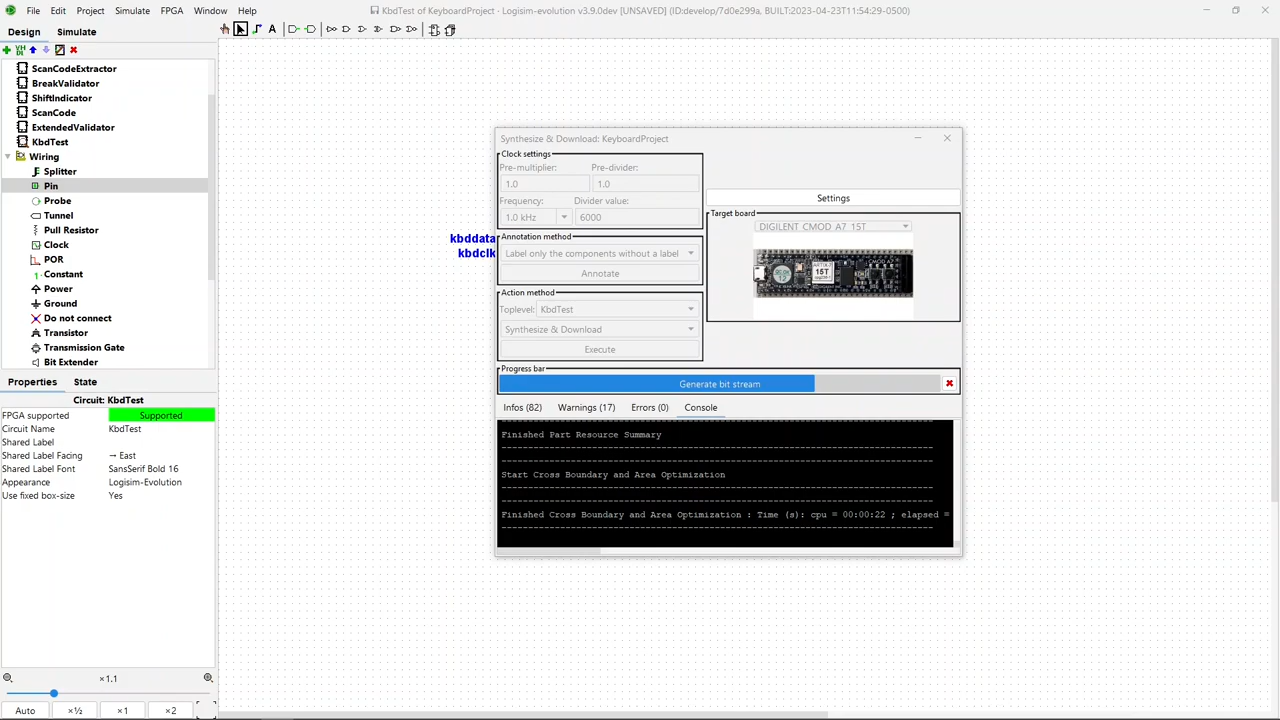 File Edit Project Simulate FPGA Window Help
KbdTest of KeyboardProject - Logisim-evolution v3.9.0dev [UNSAVED] (ID:develop/7d0e299a, BUILT:2023-04-23T11:54:29-0500)
Design Simulate
ScanCodeExtractor
BreakValidator
ShiftIndicator
ScanCode
ExtendedValidator
KbdTest
Wiring
Splitter
Pin
Probe
Tunnel
Pull Resistor
Clock
POR
Constant
Power
Ground
Do not connect
Transistor
Transmission Gate
Bit Extender
Properties State
Circuit: KbdTest
FPGA supported Supported
Circuit Name KbdTest
Shared Label
Shared Label Facing East
Shared Label Font SansSerif Bold 16
Appearance Logisim-Evolution
Use fixed box-size Yes
×1.1
Auto ×½ ×1 ×2
kbddata
kbdclk
Synthesize & Download: KeyboardProject
Clock settings
Pre-multiplier: Pre-divider:
1.0 1.0
Frequency: Divider value:
1.0 kHz 6000
Annotation method
Label only the components without a label
Annotate
Action method
Toplevel: KbdTest
Synthesize & Download
Execute
Settings
Target board
DIGILENT CMOD A7 15T
Progress bar
Generate bit stream
Infos (82) Warnings (17) Errors (0) Console
Finished Part Resource Summary
Start Cross Boundary and Area Optimization
Finished Cross Boundary and Area Optimization : Time (s): cpu = 00:00:22 ; elapsed =